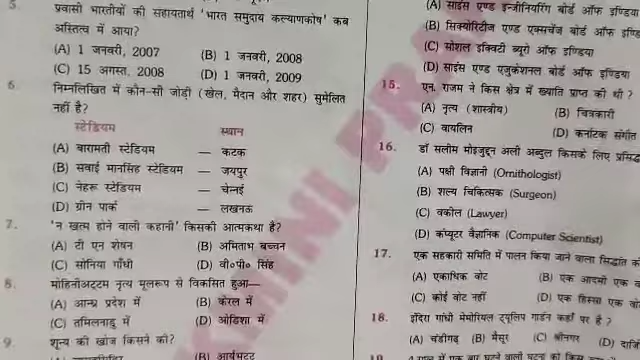 5. प्रवासी भारतीयों की सहायतार्थ 'भारत समुदाय कल्याणकोष' कब
अस्तित्व में आया?
(A) 1 जनवरी, 2007 (B) 1 जनवरी, 2008
(C) 15 अगस्त, 2008 (D) 1 जनवरी, 2009
6. निम्नलिखित में कौन-सी जोड़ी (खेल, मैदान और शहर) सुमेलित
नहीं है?
स्टेडियम स्थान
(A) बारामती स्टेडियम — कटक
(B) सवाई मानसिंह स्टेडियम — जयपुर
(C) नेहरू स्टेडियम — चेन्नई
(D) ग्रीन पार्क — लखनऊ
7. 'न खत्म होने वाली कहानी' किसकी आत्मकथा है?
(A) टी एन शेषन (B) अमिताभ बच्चन
(C) सोनिया गाँधी (D) वी०पी० सिंह
8. मोहिनीअट्टम नृत्य मूलरूप से विकसित हुआ—
(A) आन्ध्र प्रदेश में (B) केरल में
(C) तमिलनाडु में (D) ओडिशा में
9. शून्य की खोज किसने की?
(B) आर्यभट्ट
(A) साईंस एण्ड इन्जीनियरिंग बोर्ड ऑफ इण्डिया
(B) सिक्योरिटीज एण्ड एक्सचेंज बोर्ड ऑफ
(C) सोशल इक्विटी ब्यूरो ऑफ इण्डिया
(D) साइंस एण्ड एजुकेशनल बोर्ड ऑफ इण्डिया
15. एन. राजम ने किस क्षेत्र में ख्याति प्राप्त की थी ?
(A) नृत्य (शास्त्रीय) (B) चित्रकारी
(C) वायलिन (D) कर्नाटक संगीत
16. डॉ सलीम मोइजुद्दन अली अब्दुल किसके लिए
(A) पक्षी विज्ञानी (Ornithologist)
(B) शल्य चिकित्सक (Surgeon)
(C) वकील (Lawyer)
(D) कंप्यूटर वैज्ञानिक (Computer Scientist)
17. एक सहकारी समिति में पालन किया जाने वाला सिद्धांत
(A) एकाधिक वोट (B) एक आदमी एक
(C) कोई वोट नहीं (D) एक हिस्सा एक
18. इंदिरा गांधी मेमोरियल ट्यूलिप गार्डन कहाँ पर है ?
(A) चंडीगढ़ (B) मैसूर (C) श्रीनगर (D)